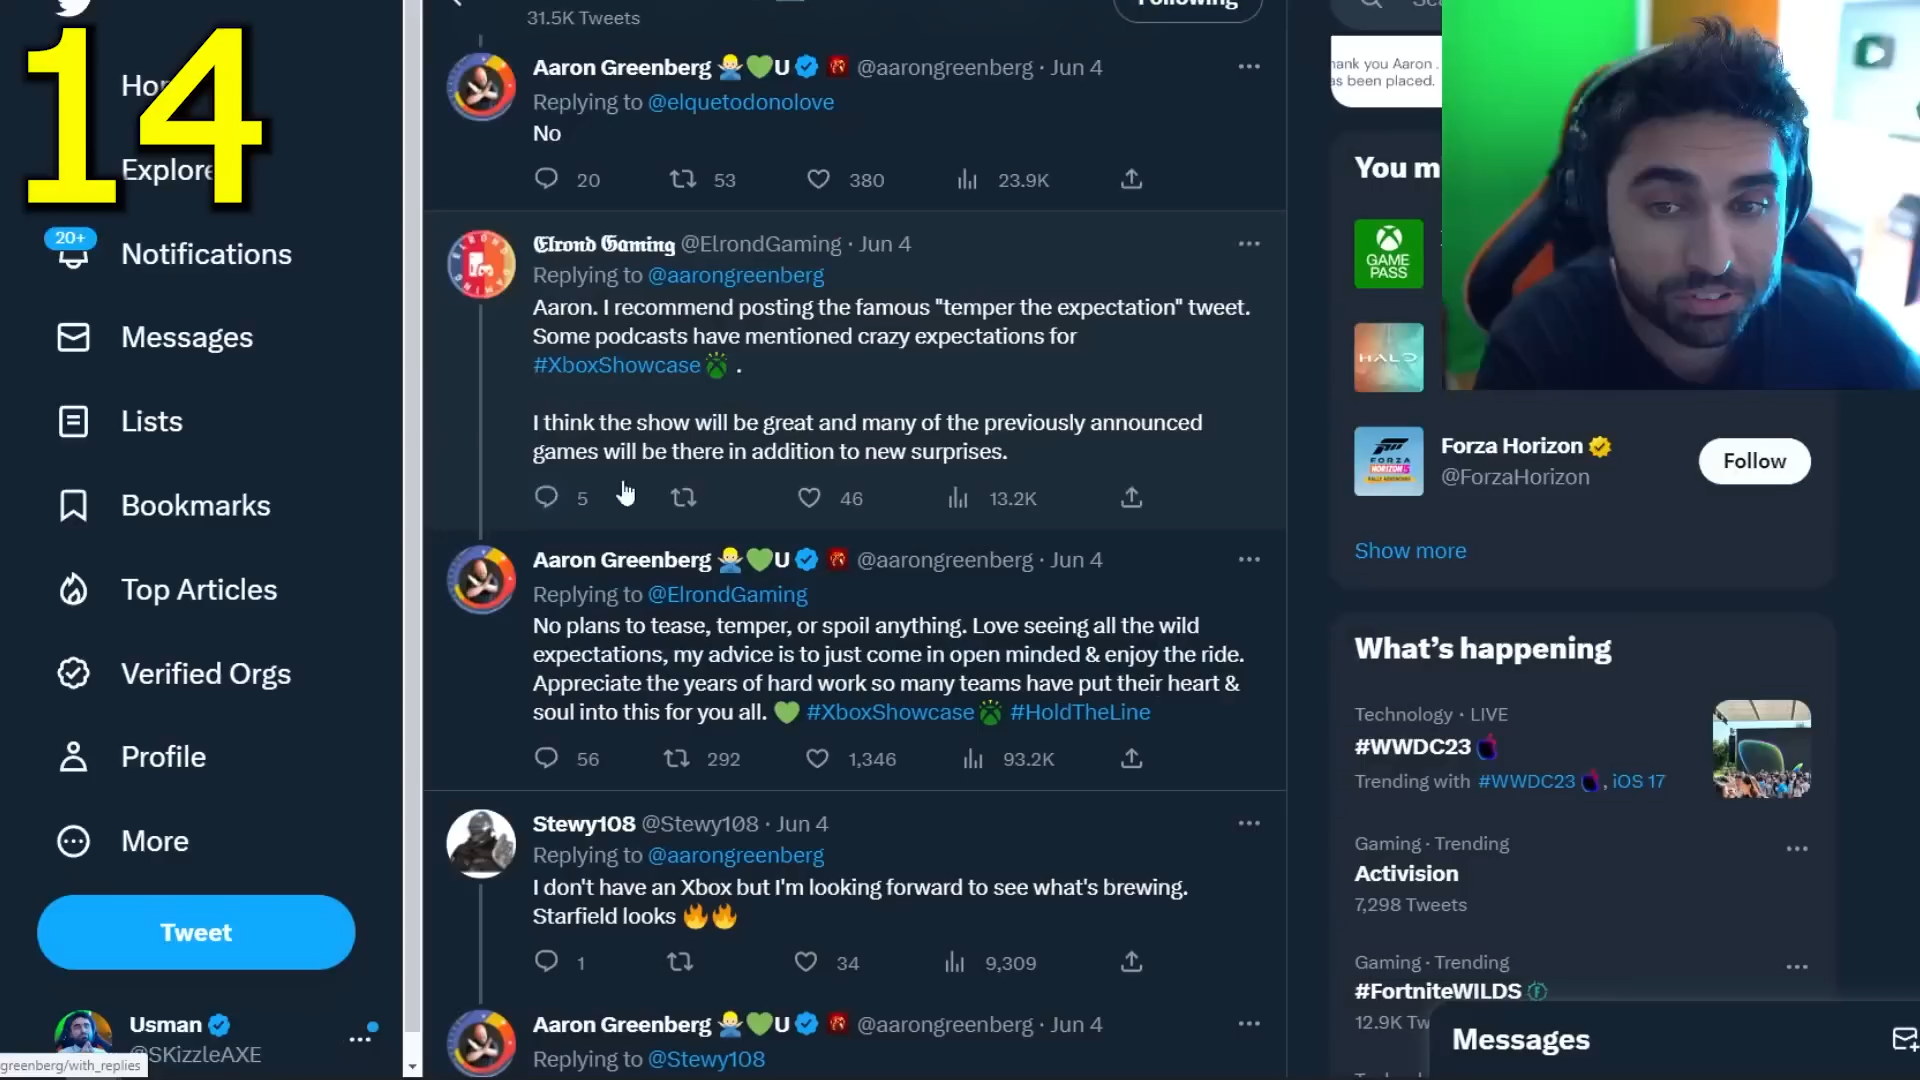 14
Explore
20+
Notifications
Messages
Lists
Bookmarks
Top Articles
Verified Orgs
Profile
More
Tweet
Usman
@SKizzleAXE
greenberg/with_replies
31.5K Tweets
Following
Aaron Greenberg 🙅🏼‍♂️💚U @aarongreenberg · Jun 4
Replying to @elquetodonolove
No
20 53 380 23.9K
𝕰𝖑𝖗𝖔𝖓𝖉 𝕲𝖆𝖒𝖎𝖓𝖌 @ElrondGaming · Jun 4
Replying to @aarongreenberg
Aaron. I recommend posting the famous "temper the expectation" tweet.
Some podcasts have mentioned crazy expectations for
#XboxShowcase .
I think the show will be great and many of the previously announced
games will be there in addition to new surprises.
5 46 13.2K
Aaron Greenberg 🙅🏼‍♂️💚U @aarongreenberg · Jun 4
Replying to @ElrondGaming
No plans to tease, temper, or spoil anything. Love seeing all the wild
expectations, my advice is to just come in open minded & enjoy the ride.
Appreciate the years of hard work so many teams have put their heart &
soul into this for you all. 💚 #XboxShowcase #HoldTheLine
56 292 1,346 93.2K
Stewy108 @Stewy108 · Jun 4
Replying to @aarongreenberg
I don't have an Xbox but I'm looking forward to see what's brewing.
Starfield looks 🔥🔥
1 34 9,309
Aaron Greenberg 🙅🏼‍♂️💚U @aarongreenberg · Jun 4
Replying to @Stewy108
Aaron .
been placed.
You m
GAME
PASS
HALO
FORZA
HORIZON 5
Forza Horizon
@ForzaHorizon
Follow
Show more
What's happening
Technology · LIVE
#WWDC23
Trending with #WWDC23 , iOS 17
Gaming · Trending
Activision
7,298 Tweets
Gaming · Trending
#FortniteWILDS
12.9K Tw
Messages